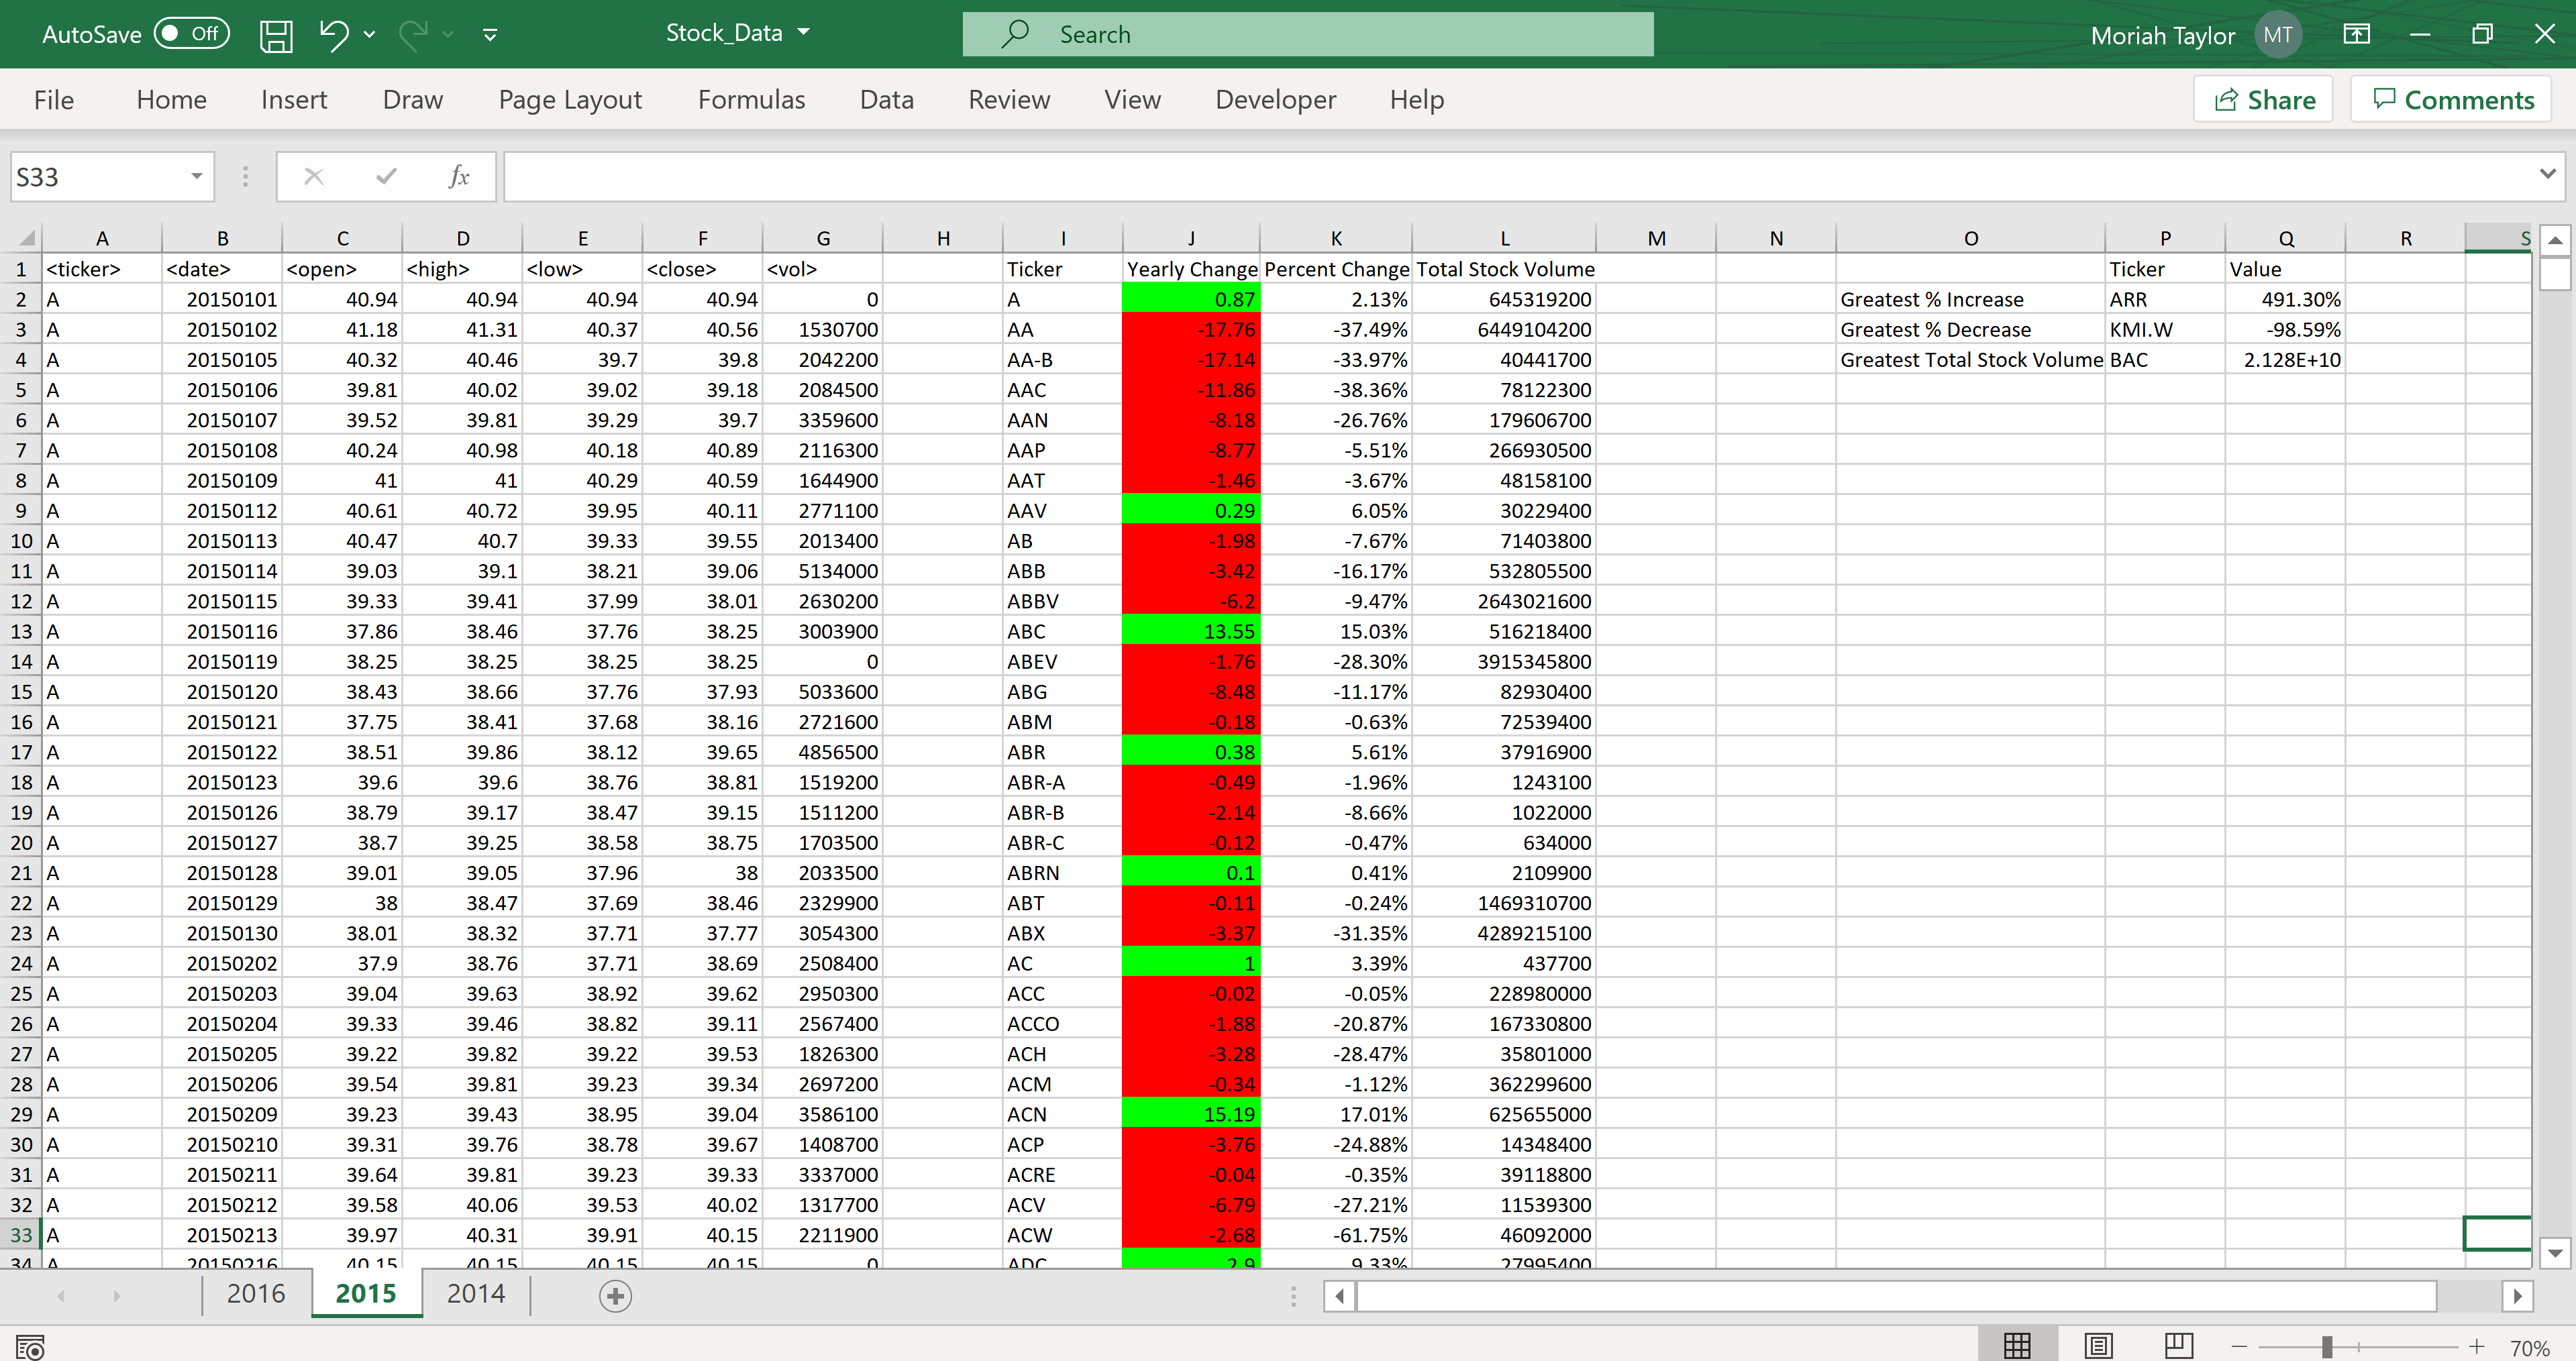 AutoSave Off Stock_Data Search Moriah Taylor MT
File Home Insert Draw Page Layout Formulas Data Review View Developer Help Share Comments
S33 fx
A B C D E F G H I J K L M N O P Q R S
1 <ticker> <date> <open> <high> <low> <close> <vol> Ticker Yearly Change Percent Change Total Stock Volume Ticker Value
2 A 20150101 40.94 40.94 40.94 40.94 0 A 0.87 2.13% 645319200 Greatest % Increase ARR 491.30%
3 A 20150102 41.18 41.31 40.37 40.56 1530700 AA -17.76 -37.49% 6449104200 Greatest % Decrease KMI.W -98.59%
4 A 20150105 40.32 40.46 39.7 39.8 2042200 AA-B -17.14 -33.97% 40441700 Greatest Total Stock Volume BAC 2.128E+10
5 A 20150106 39.81 40.02 39.02 39.18 2084500 AAC -11.86 -38.36% 78122300
6 A 20150107 39.52 39.81 39.29 39.7 3359600 AAN -8.18 -26.76% 179606700
7 A 20150108 40.24 40.98 40.18 40.89 2116300 AAP -8.77 -5.51% 266930500
8 A 20150109 41 41 40.29 40.59 1644900 AAT -1.46 -3.67% 48158100
9 A 20150112 40.61 40.72 39.95 40.11 2771100 AAV 0.29 6.05% 30229400
10 A 20150113 40.47 40.7 39.33 39.55 2013400 AB -1.98 -7.67% 71403800
11 A 20150114 39.03 39.1 38.21 39.06 5134000 ABB -3.42 -16.17% 532805500
12 A 20150115 39.33 39.41 37.99 38.01 2630200 ABBV -6.2 -9.47% 2643021600
13 A 20150116 37.86 38.46 37.76 38.25 3003900 ABC 13.55 15.03% 516218400
14 A 20150119 38.25 38.25 38.25 38.25 0 ABEV -1.76 -28.30% 3915345800
15 A 20150120 38.43 38.66 37.76 37.93 5033600 ABG -8.48 -11.17% 82930400
16 A 20150121 37.75 38.41 37.68 38.16 2721600 ABM -0.18 -0.63% 72539400
17 A 20150122 38.51 39.86 38.12 39.65 4856500 ABR 0.38 5.61% 37916900
18 A 20150123 39.6 39.6 38.76 38.81 1519200 ABR-A -0.49 -1.96% 1243100
19 A 20150126 38.79 39.17 38.47 39.15 1511200 ABR-B -2.14 -8.66% 1022000
20 A 20150127 38.7 39.25 38.58 38.75 1703500 ABR-C -0.12 -0.47% 634000
21 A 20150128 39.01 39.05 37.96 38 2033500 ABRN 0.1 0.41% 2109900
22 A 20150129 38 38.47 37.69 38.46 2329900 ABT -0.11 -0.24% 1469310700
23 A 20150130 38.01 38.32 37.71 37.77 3054300 ABX -3.37 -31.35% 4289215100
24 A 20150202 37.9 38.76 37.71 38.69 2508400 AC 1 3.39% 437700
25 A 20150203 39.04 39.63 38.92 39.62 2950300 ACC -0.02 -0.05% 228980000
26 A 20150204 39.33 39.46 38.82 39.11 2567400 ACCO -1.88 -20.87% 167330800
27 A 20150205 39.22 39.82 39.22 39.53 1826300 ACH -3.28 -28.47% 35801000
28 A 20150206 39.54 39.81 39.23 39.34 2697200 ACM -0.34 -1.12% 362299600
29 A 20150209 39.23 39.43 38.95 39.04 3586100 ACN 15.19 17.01% 625655000
30 A 20150210 39.31 39.76 38.78 39.67 1408700 ACP -3.76 -24.88% 14348400
31 A 20150211 39.64 39.81 39.23 39.33 3337000 ACRE -0.04 -0.35% 39118800
32 A 20150212 39.58 40.06 39.53 40.02 1317700 ACV -6.79 -27.21% 11539300
33 A 20150213 39.97 40.31 39.91 40.15 2211900 ACW -2.68 -61.75% 46092000
34 A 20150216 40.15 40.15 40.15 40.15 0 ADC 2.9 9.33% 27995400
2016 2015 2014
70%